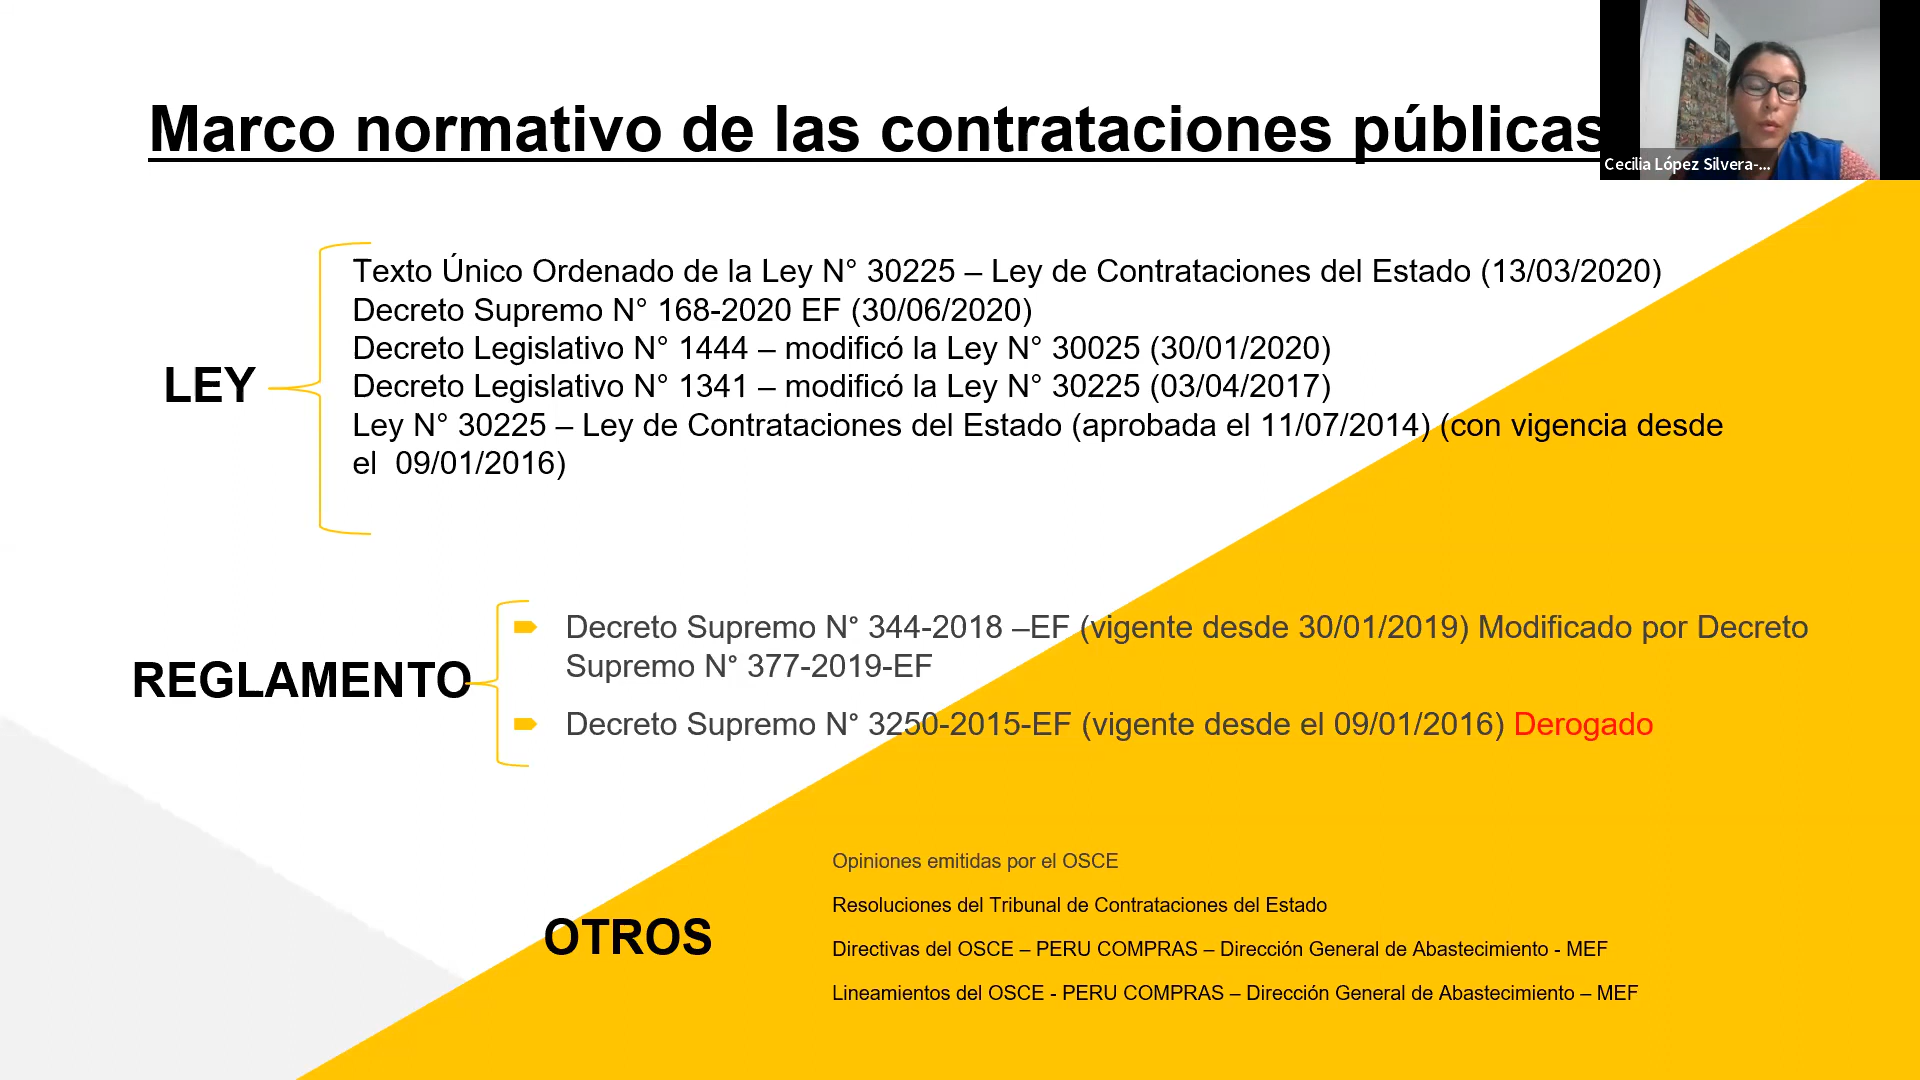 Marco normativo de las contrataciones públicas
Cecilia López Silvera-...
LEY
Texto Único Ordenado de la Ley N° 30225 – Ley de Contrataciones del Estado (13/03/2020)
Decreto Supremo N° 168-2020 EF (30/06/2020)
Decreto Legislativo N° 1444 – modificó la Ley N° 30025 (30/01/2020)
Decreto Legislativo N° 1341 – modificó la Ley N° 30225 (03/04/2017)
Ley N° 30225 – Ley de Contrataciones del Estado (aprobada el 11/07/2014) (con vigencia desde
el  09/01/2016)
REGLAMENTO
Decreto Supremo N° 344-2018 –EF (vigente desde 30/01/2019) Modificado por Decreto
Supremo N° 377-2019-EF
Decreto Supremo N° 3250-2015-EF (vigente desde el 09/01/2016) Derogado
OTROS
Opiniones emitidas por el OSCE
Resoluciones del Tribunal de Contrataciones del Estado
Directivas del OSCE – PERU COMPRAS – Dirección General de Abastecimiento - MEF
Lineamientos del OSCE - PERU COMPRAS – Dirección General de Abastecimiento – MEF